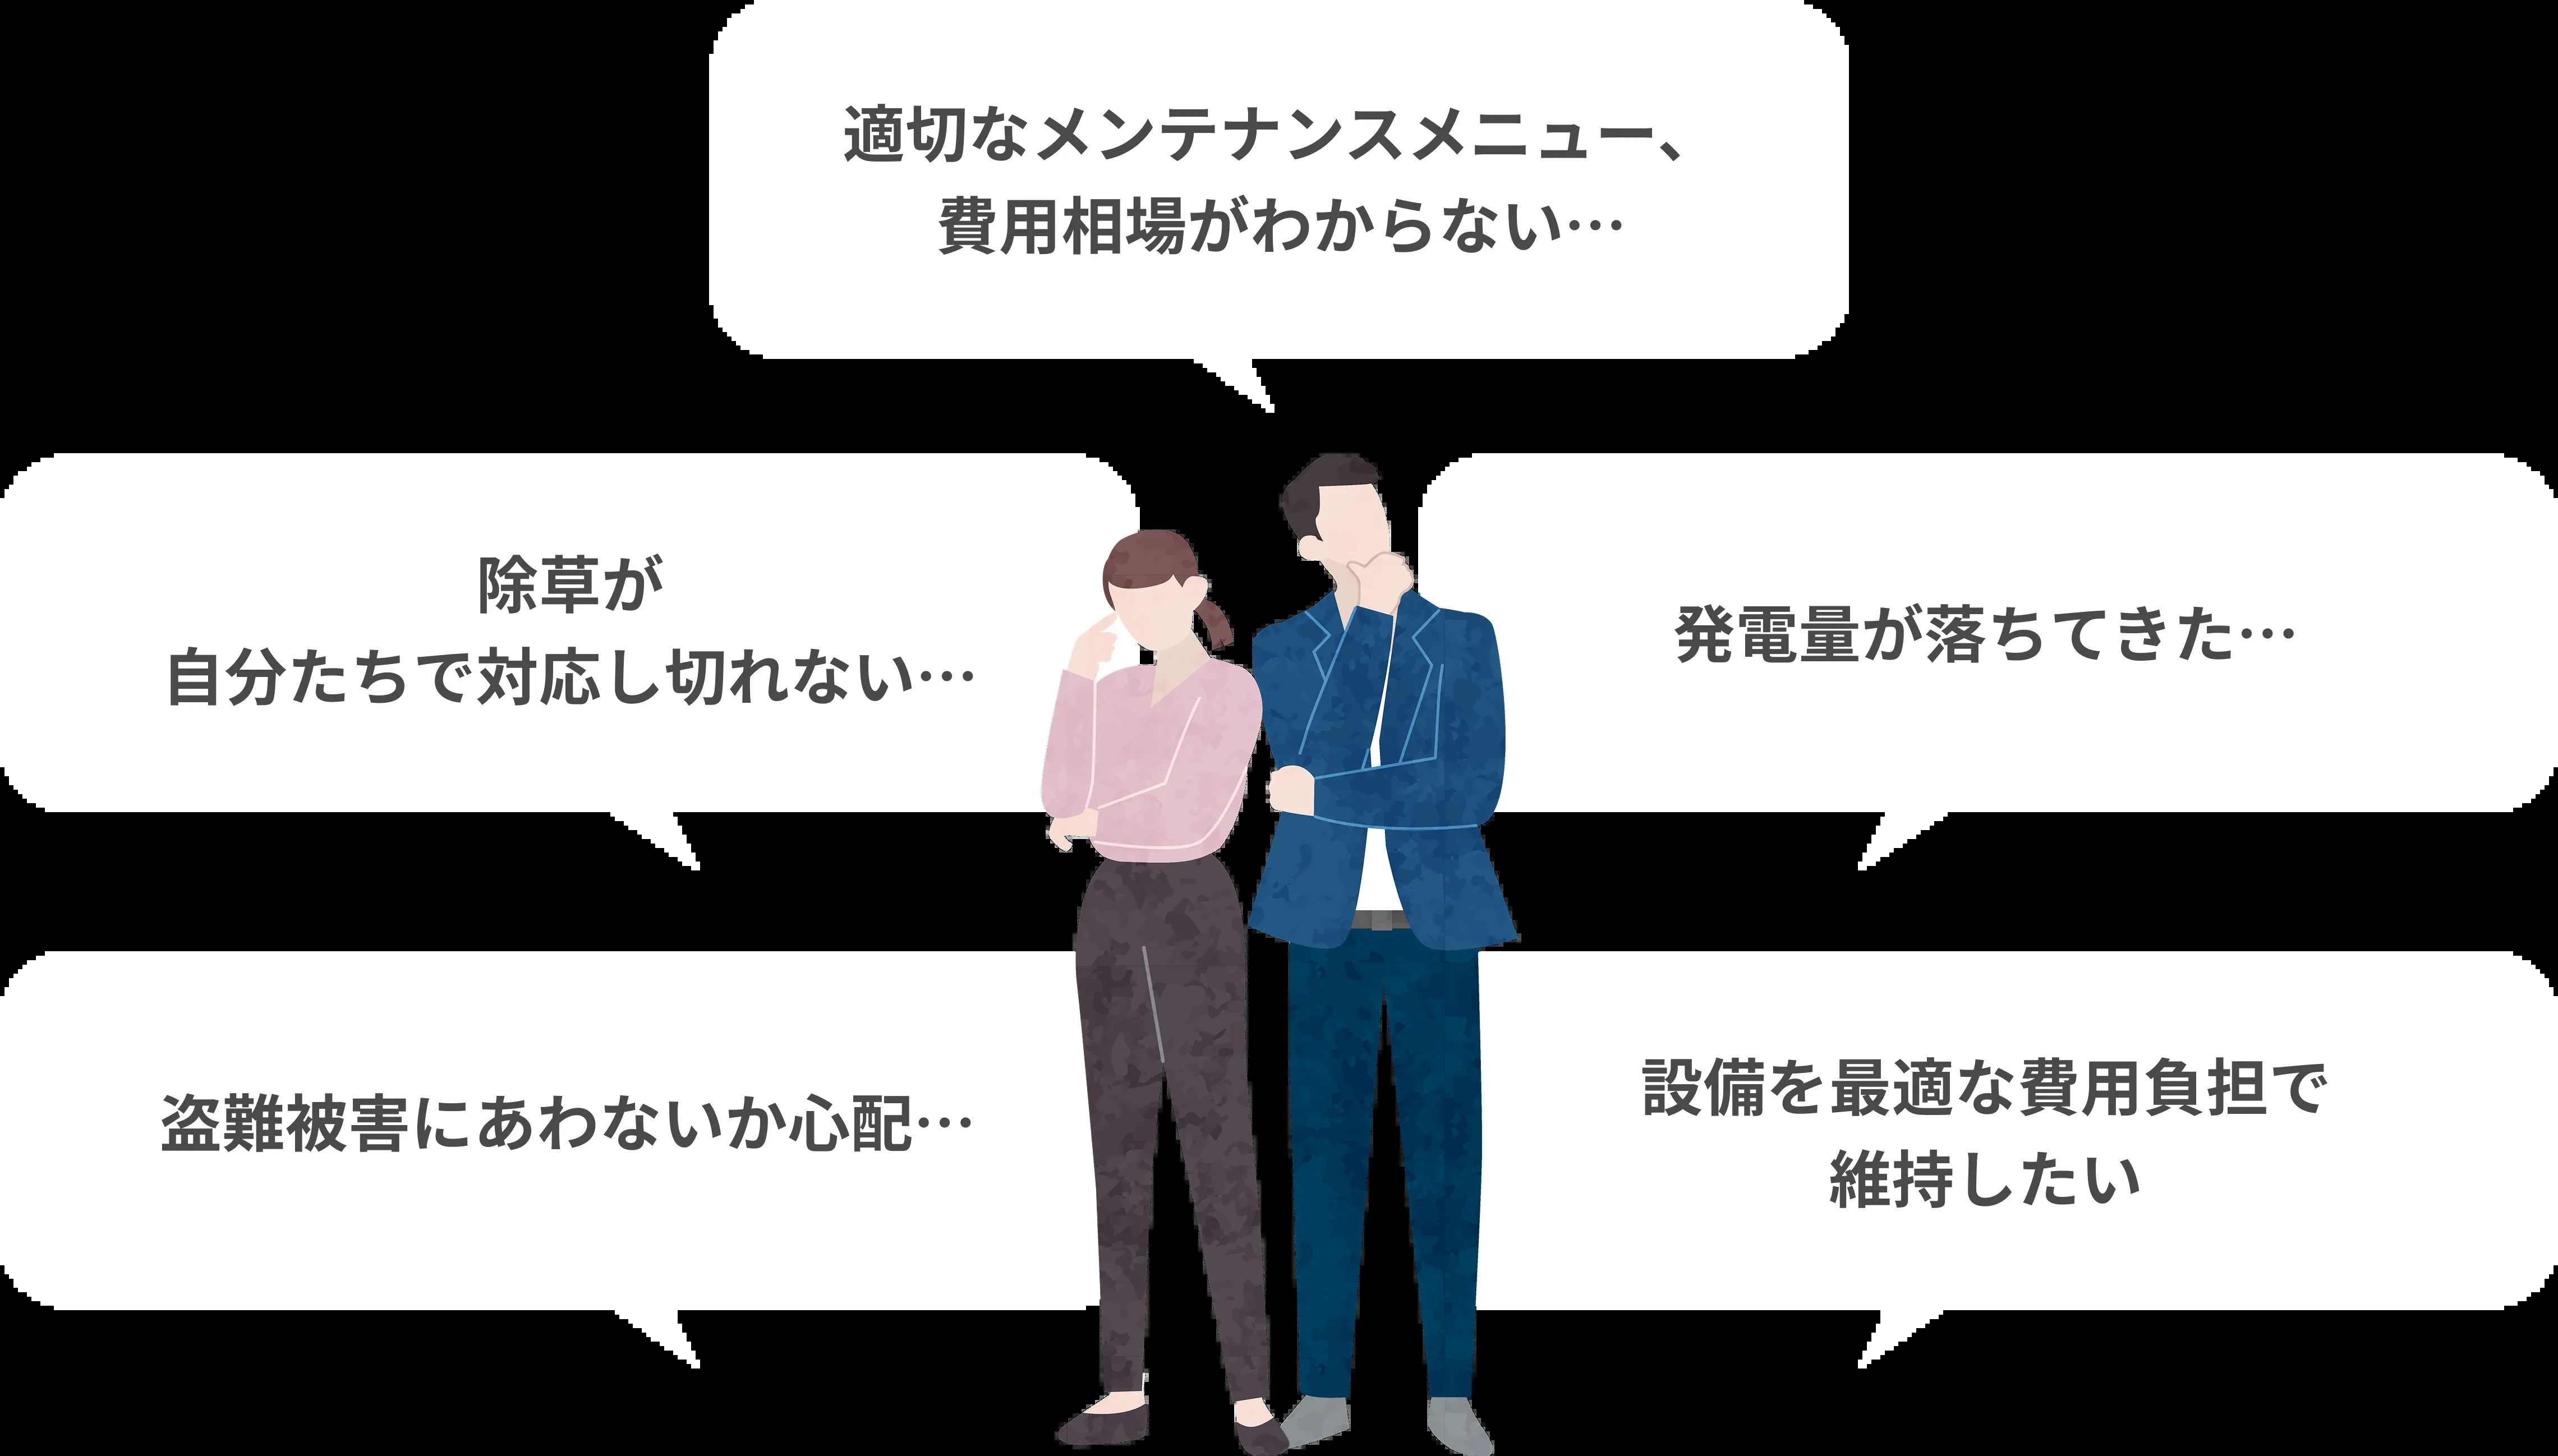 適切なメンテナンスメニュー、
費用相場がわからない…
除草が
自分たちで対応し切れない…
発電量が落ちてきた…
盗難被害にあわないか心配…
設備を最適な費用負担で
維持したい